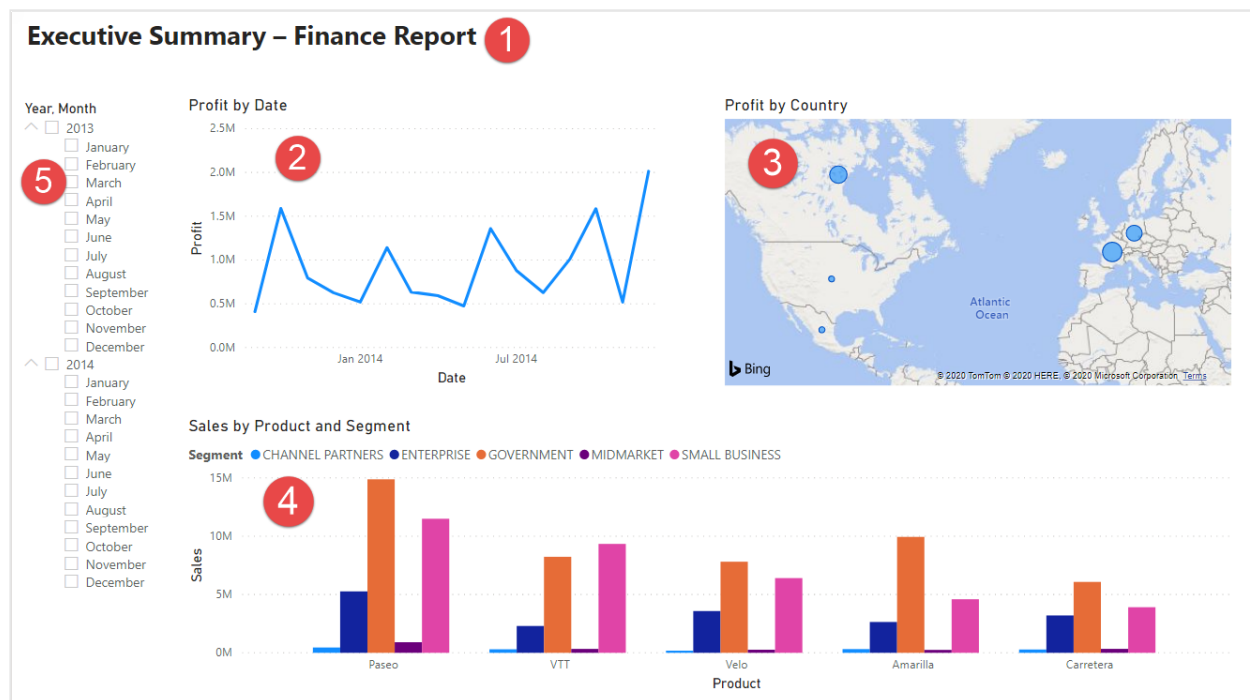 Executive Summary – Finance Report
1
Year, Month
2013
January
February
March
April
May
June
July
August
September
October
November
December
2014
January
February
March
April
May
June
July
August
September
October
November
December
5
Profit by Date
2
2.5M
2.0M
1.5M
1.0M
0.5M
0.0M
Profit
Jan 2014 Jul 2014
Date
Profit by Country
3
Atlantic
Ocean
Bing
© 2020 TomTom © 2020 HERE, © 2020 Microsoft Corporation Terms
Sales by Product and Segment
Segment CHANNEL PARTNERS ENTERPRISE GOVERNMENT MIDMARKET SMALL BUSINESS
4
15M
10M
5M
0M
Sales
Paseo VTT Velo Amarilla Carretera
Product